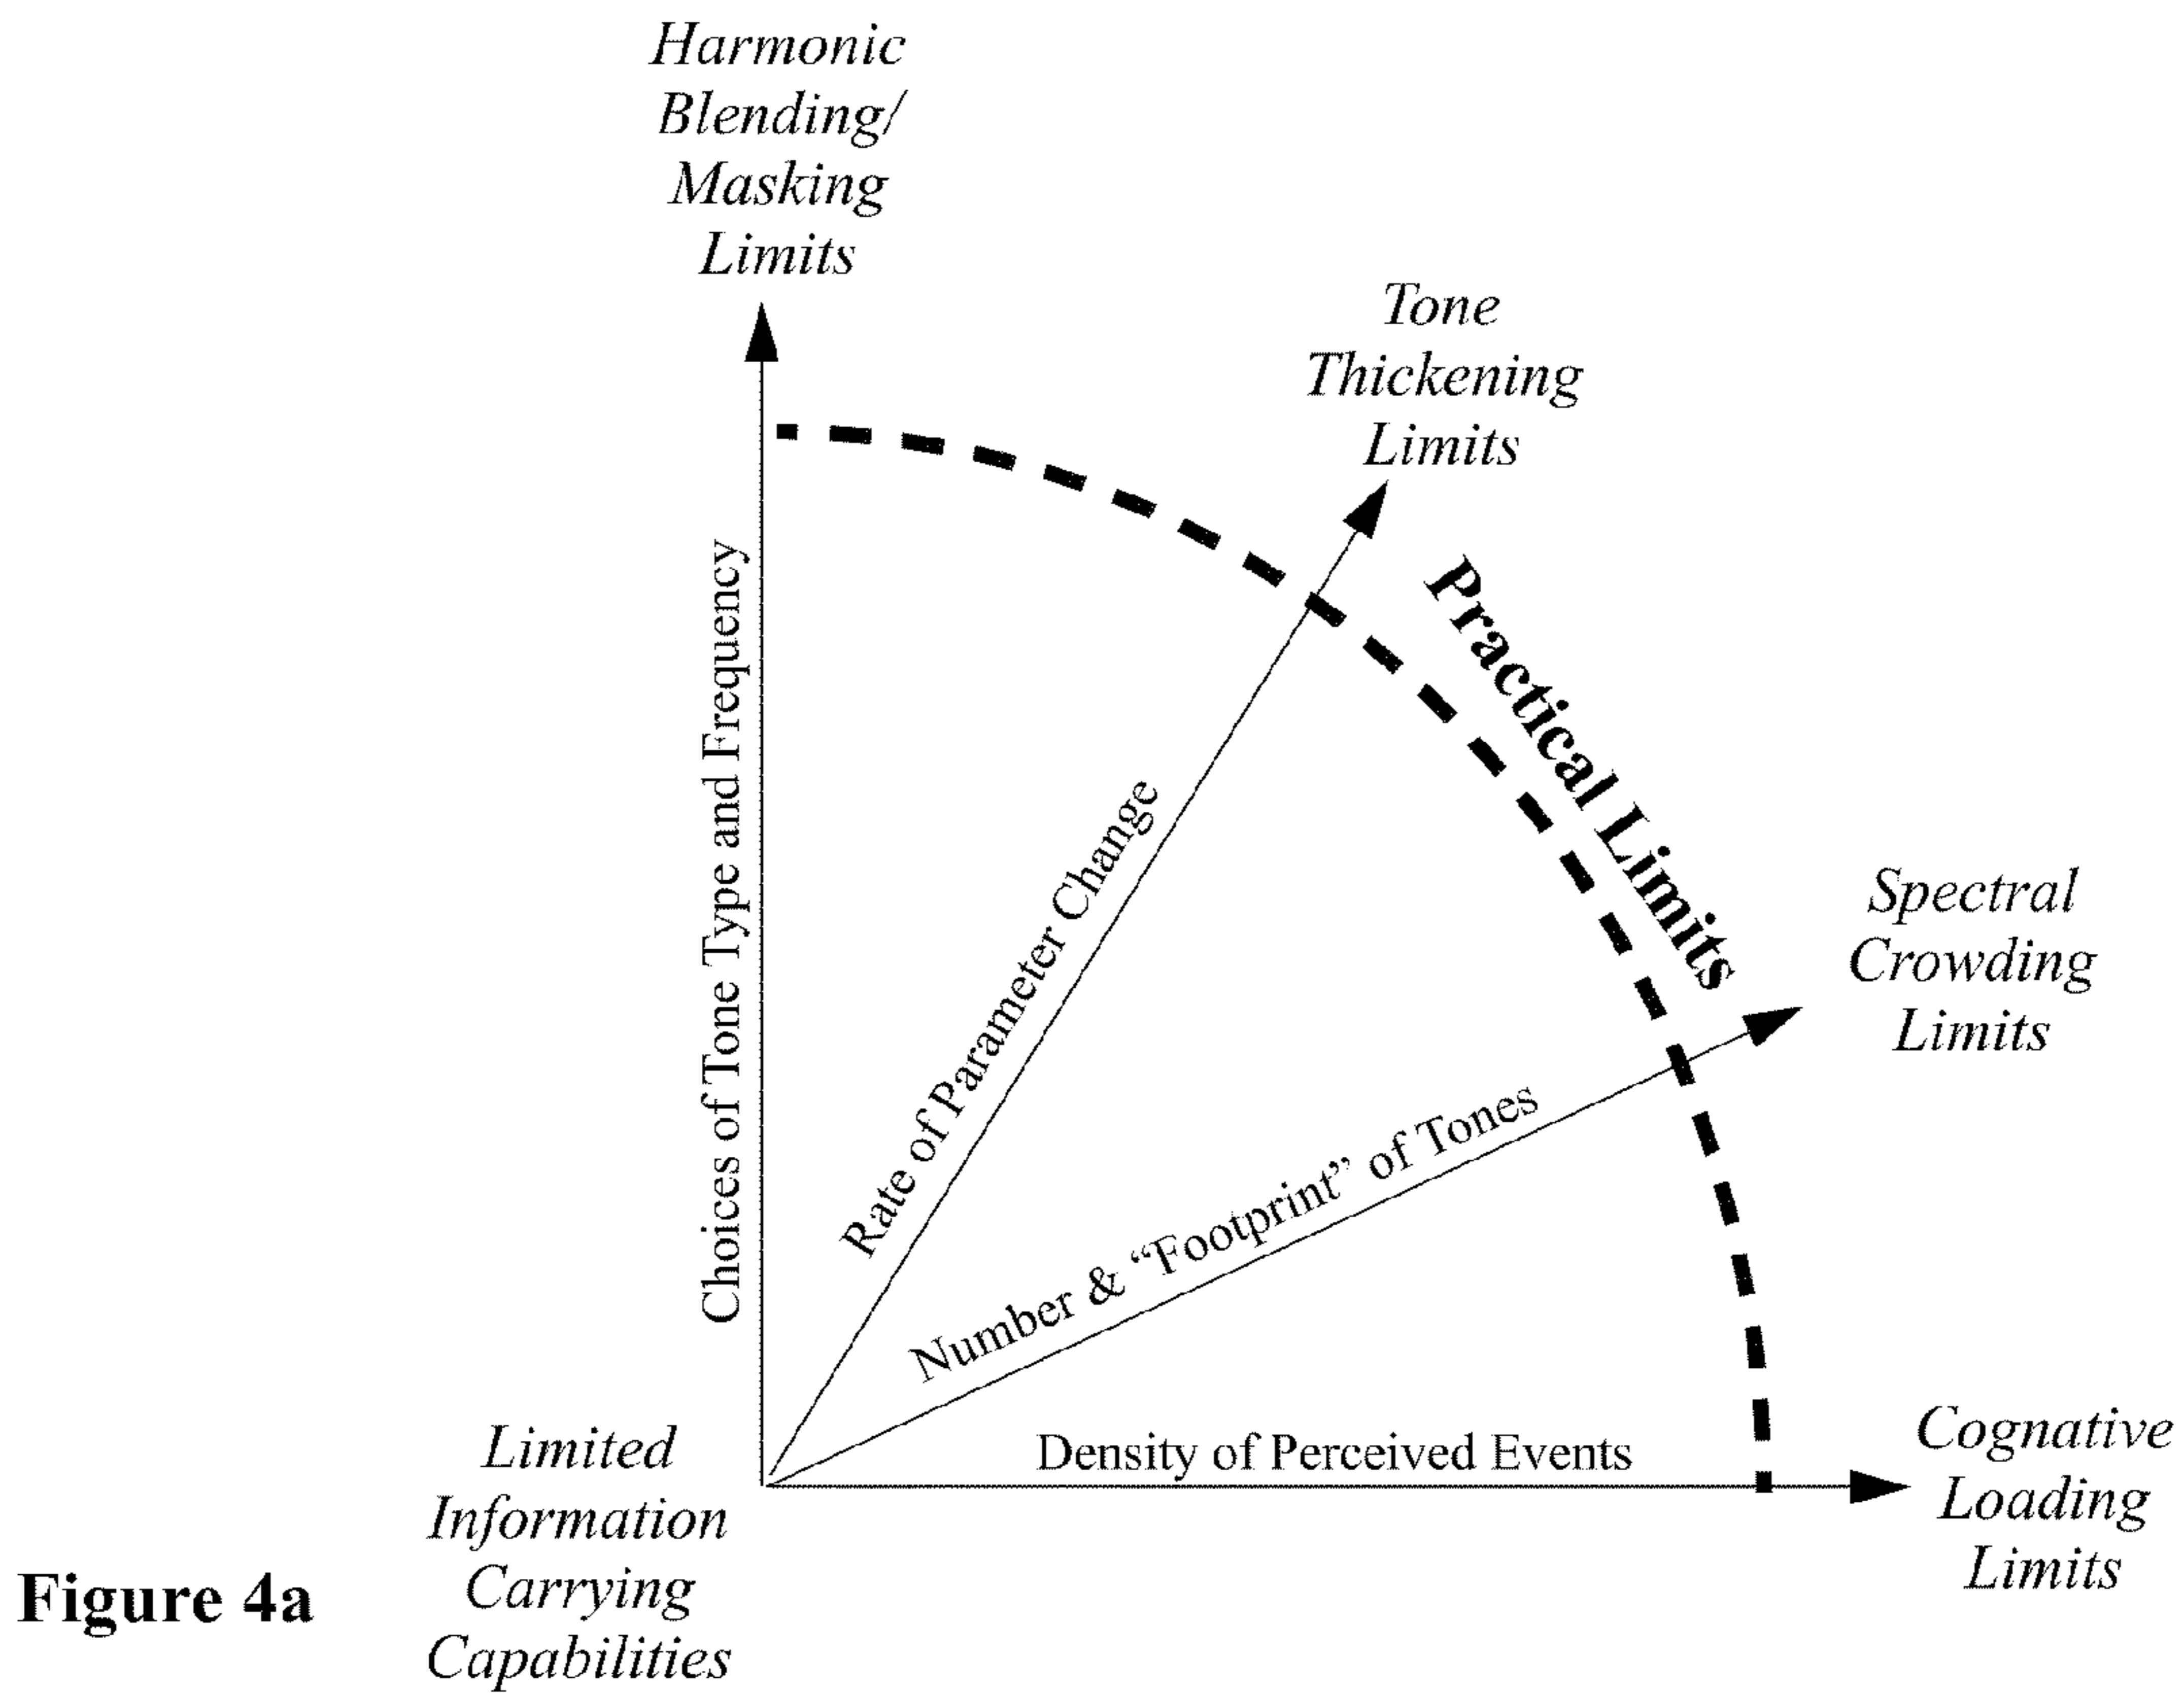 Harmonic
Blending/
Masking
Limits
Tone
Thickening
Limits
Practical Limits
Choices of Tone Type and Frequency
Rate of Parameter Change
Spectral
Crowding
Limits
Number & “Footprint” of Tones
Density of Perceived Events
Cognative
Loading
Limits
Limited
Information
Carrying
Capabilities
Figure 4a